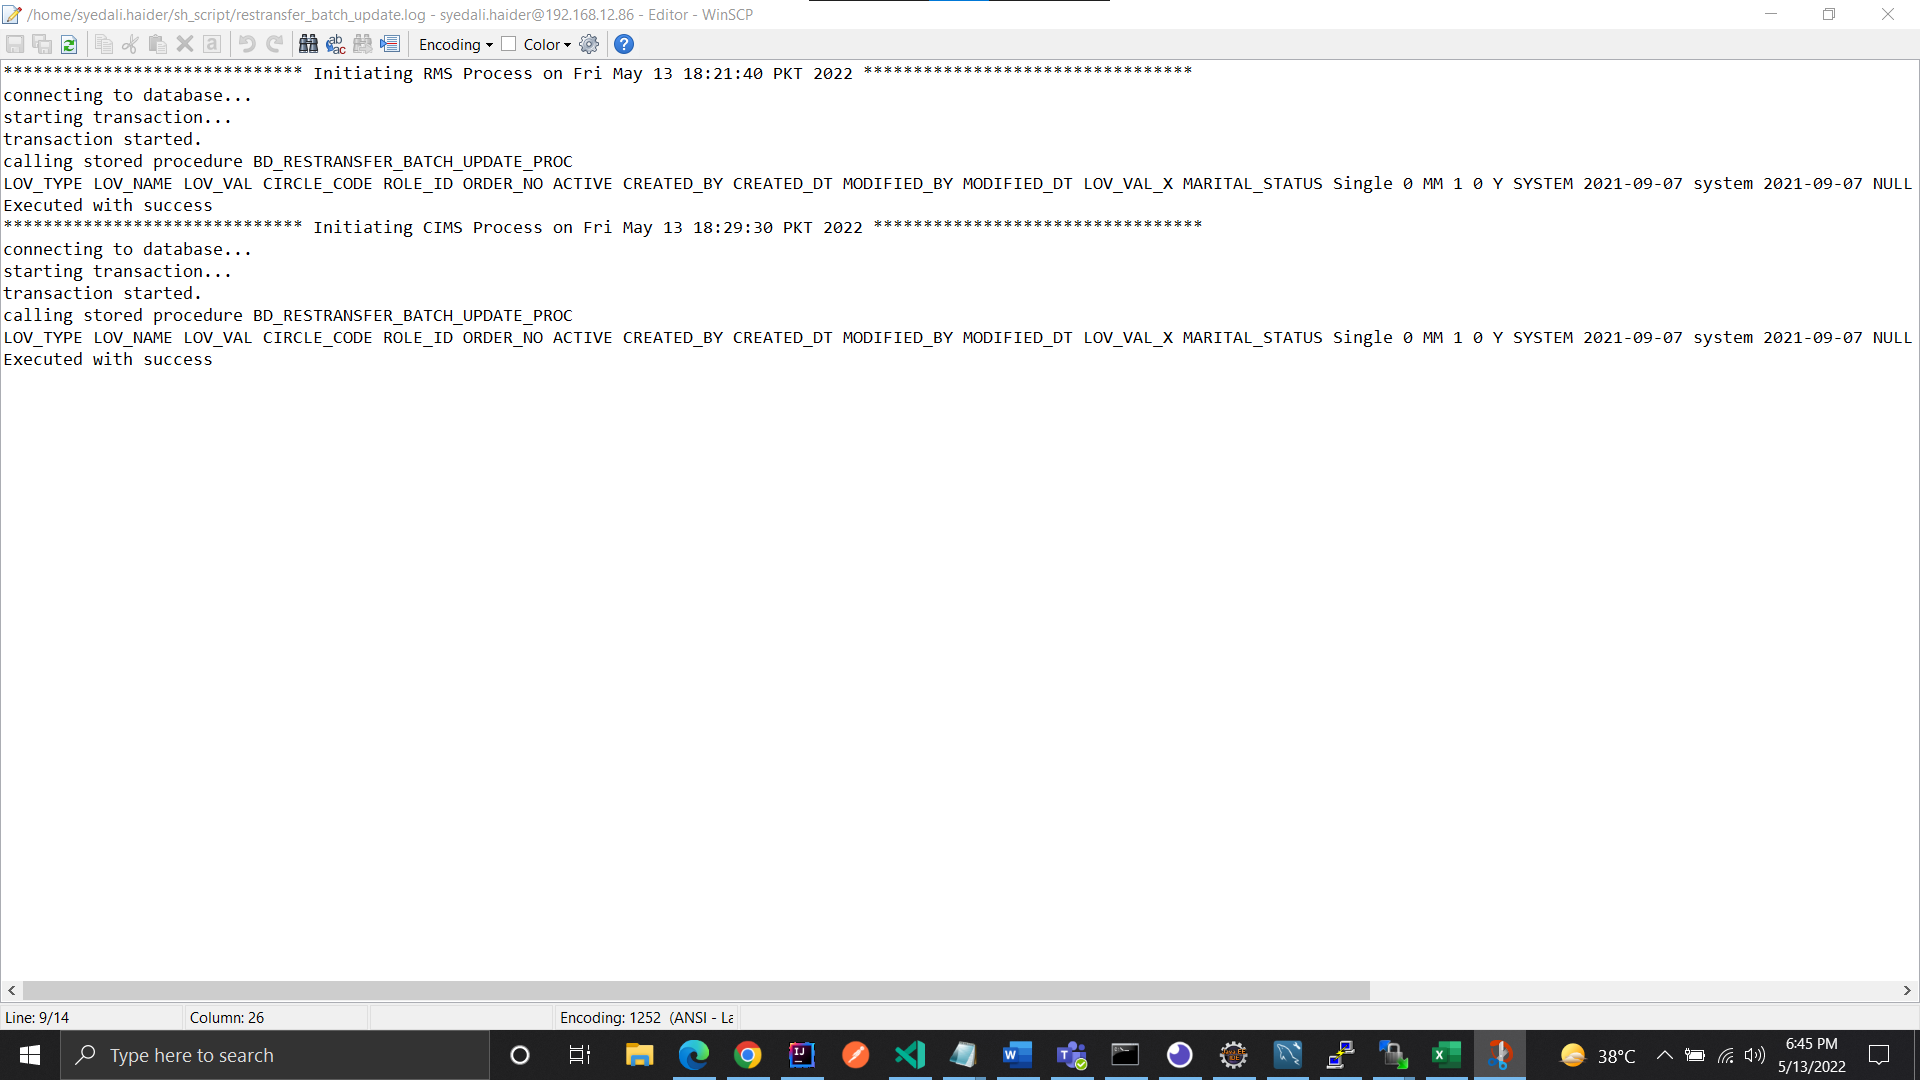 /home/syedali.haider/sh_script/restransfer_batch_update.log - syedali.haider@192.168.12.86 - Editor - WinSCP
Encoding Color
****************************** Initiating RMS Process on Fri May 13 18:21:40 PKT 2022 *********************************
connecting to database...
starting transaction...
transaction started.
calling stored procedure BD_RESTRANSFER_BATCH_UPDATE_PROC
LOV_TYPE LOV_NAME LOV_VAL CIRCLE_CODE ROLE_ID ORDER_NO ACTIVE CREATED_BY CREATED_DT MODIFIED_BY MODIFIED_DT LOV_VAL_X MARITAL_STATUS Single 0 MM 1 0 Y SYSTEM 2021-09-07 system 2021-09-07 NULL
Executed with success
****************************** Initiating CIMS Process on Fri May 13 18:29:30 PKT 2022 *********************************
connecting to database...
starting transaction...
transaction started.
calling stored procedure BD_RESTRANSFER_BATCH_UPDATE_PROC
LOV_TYPE LOV_NAME LOV_VAL CIRCLE_CODE ROLE_ID ORDER_NO ACTIVE CREATED_BY CREATED_DT MODIFIED_BY MODIFIED_DT LOV_VAL_X MARITAL_STATUS Single 0 MM 1 0 Y SYSTEM 2021-09-07 system 2021-09-07 NULL
Executed with success
Line: 9/14 Column: 26 Encoding: 1252 (ANSI - La
Type here to search
38°C
6:45 PM
5/13/2022